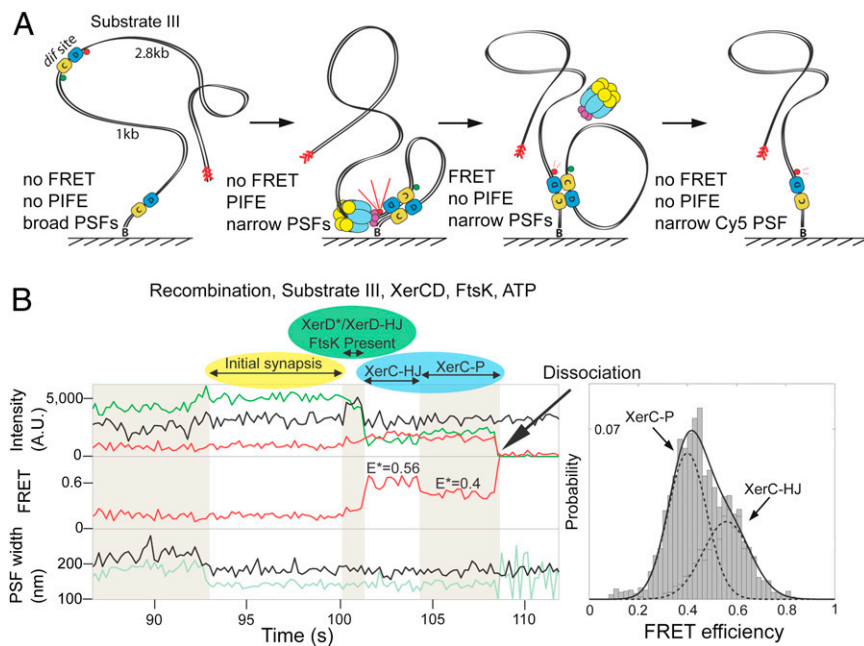 A
Substrate III
dif site
C
D
2.8kb
1kb
C
D
B
no FRET
no PIFE
broad PSFs
no FRET
PIFE
narrow PSFs
D
C
C
D
B
FRET
no PIFE
narrow PSFs
D
C
C
D
B
no FRET
no PIFE
narrow Cy5 PSF
D
C
B
B
Recombination, Substrate III, XerCD, FtsK, ATP
XerD*/XerD-HJ
FtsK Present
Initial synapsis
XerC-HJ
XerC-P
Dissociation
Intensity
(A.U.)
5,000
0
FRET
0.6
0
E*=0.56
E*=0.4
PSF width
(nm)
200
100
90
95
100
105
110
Time (s)
Probability
0.07
XerC-P
XerC-HJ
0
0.2
0.4
0.6
0.8
1
FRET efficiency